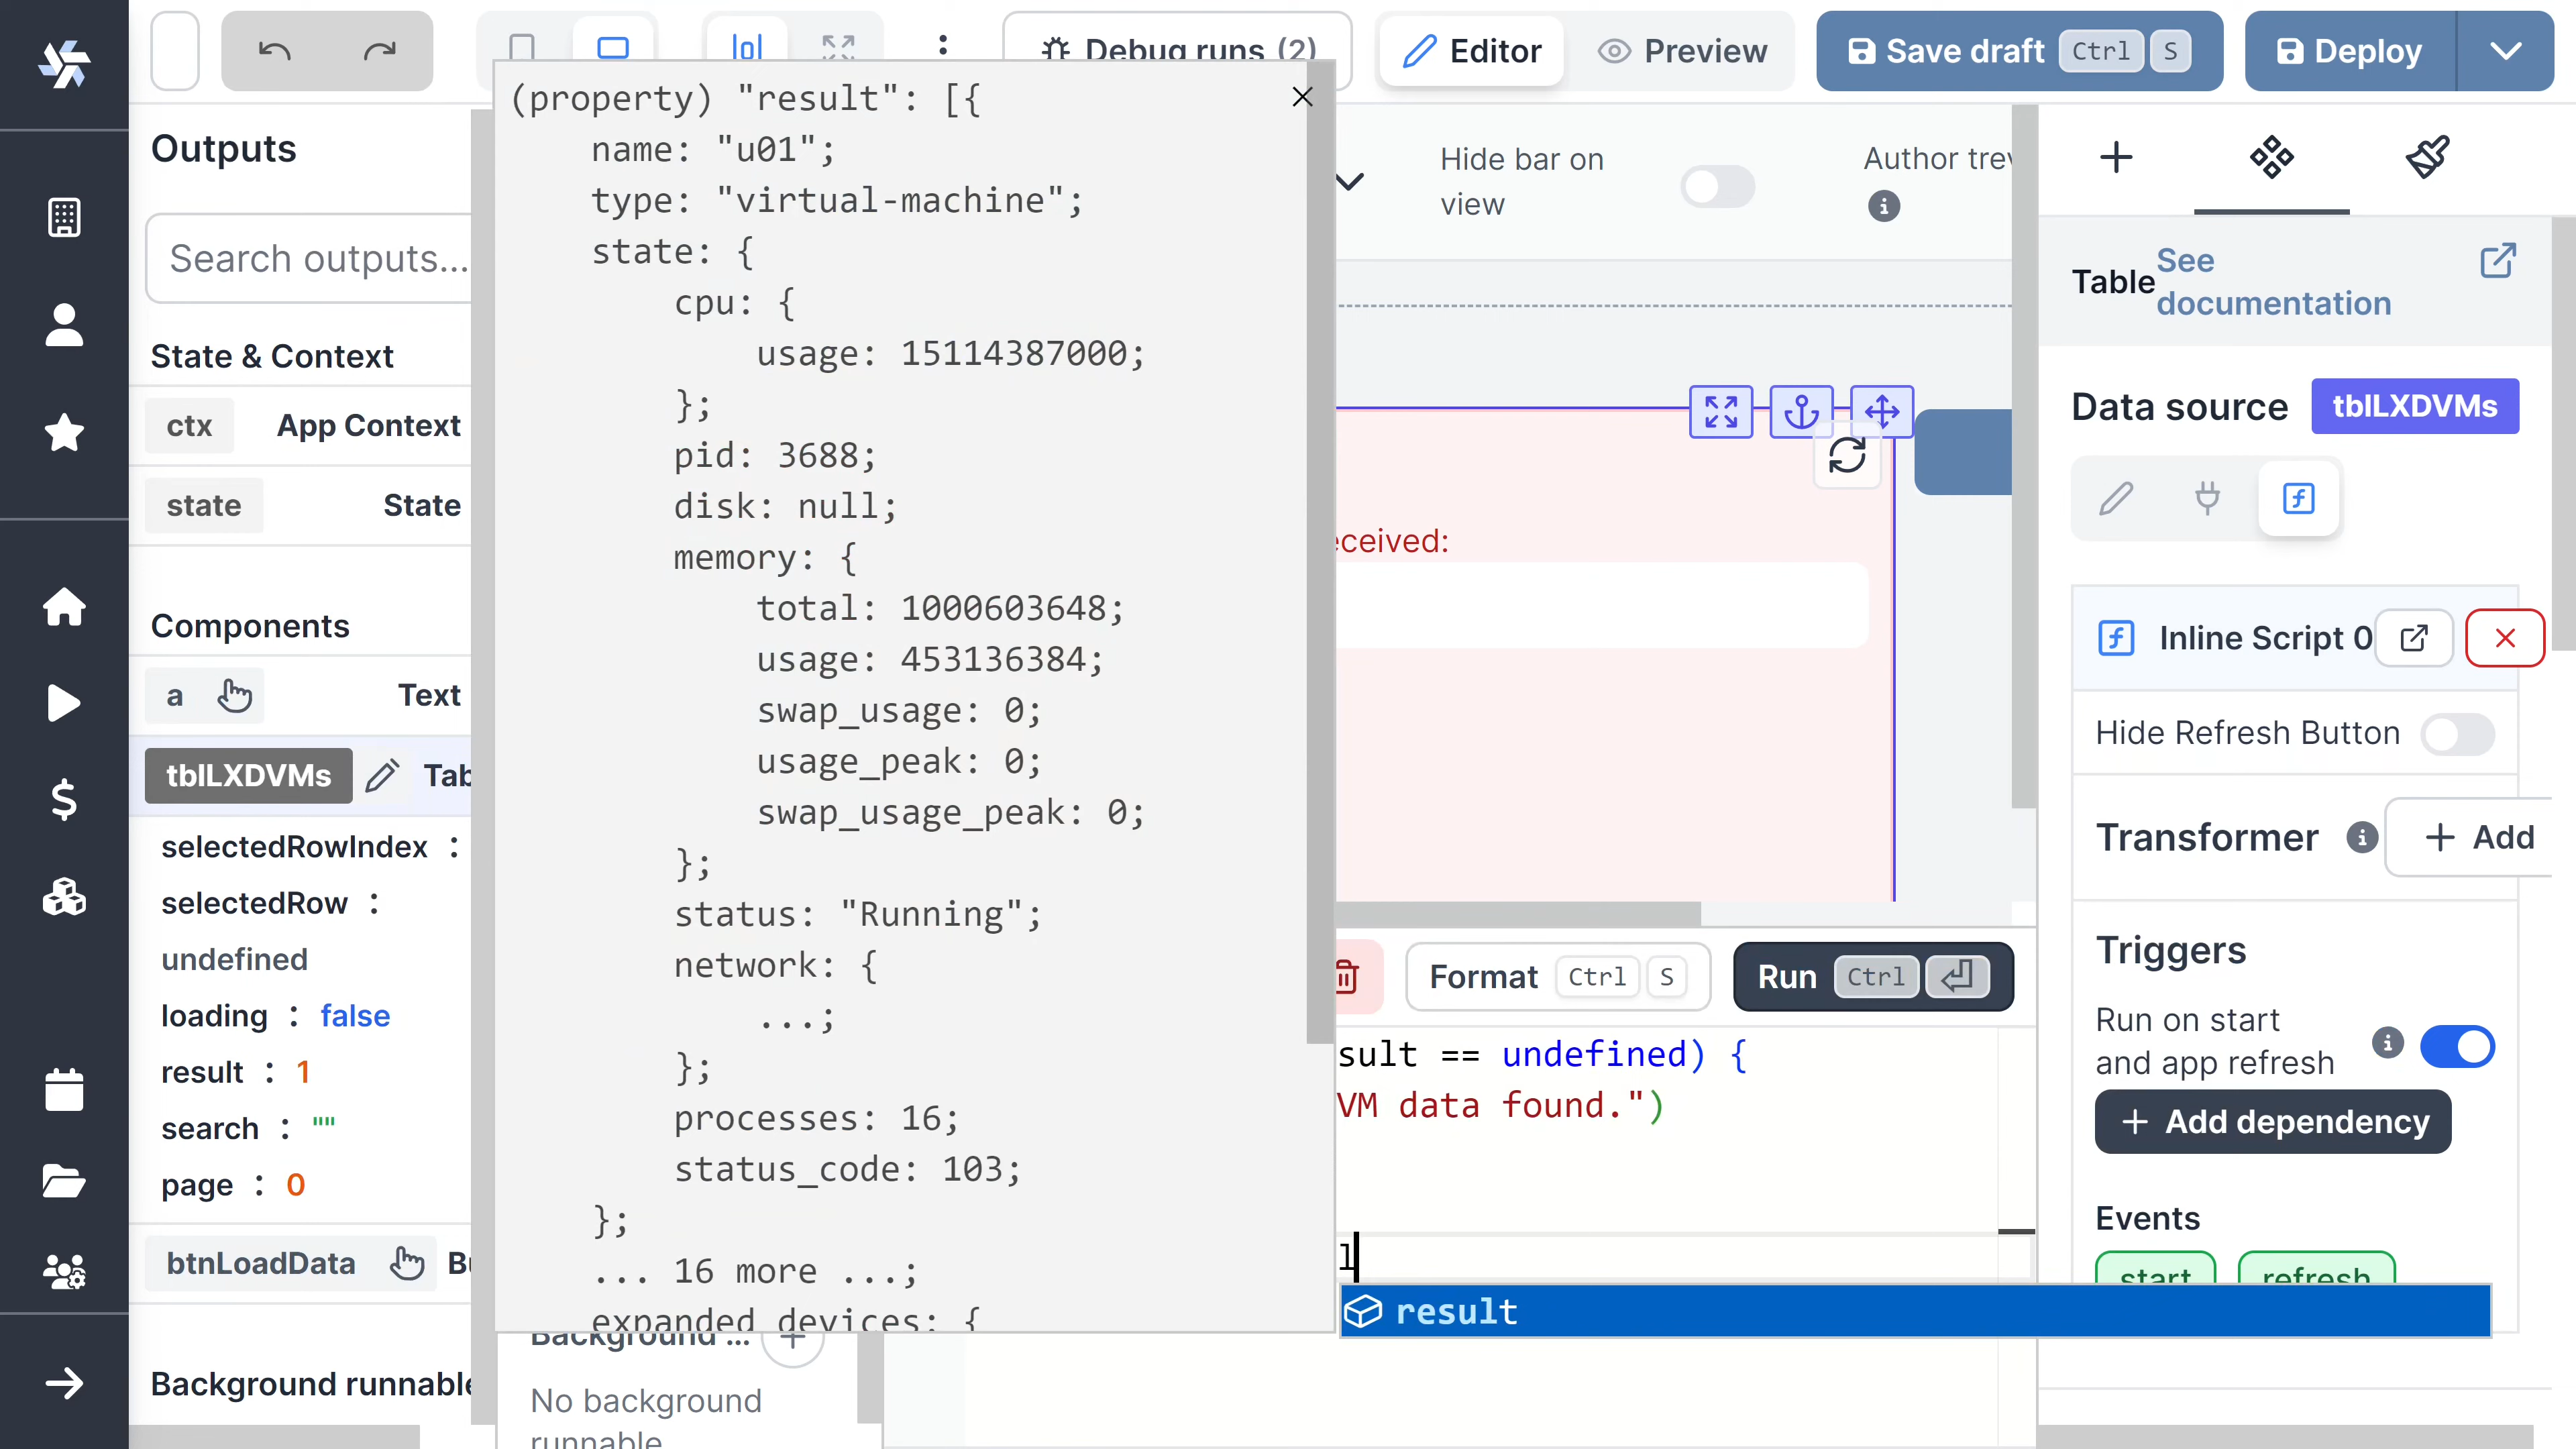 Debug runs (2)
Editor
Preview
Save draft Ctrl S
Deploy
Outputs
Search outputs...
State & Context
ctx App Context
state State
Components
a Text
tblLXDVMs
selectedRowIndex :
selectedRow :
undefined
loading : false
result : 1
search : ""
page : 0
btnLoadData
(property) "result": [{
name: "u01";
type: "virtual-machine";
state: {
cpu: {
usage: 15114387000;
};
pid: 3688;
disk: null;
memory: {
total: 1000603648;
usage: 453136384;
swap_usage: 0;
usage_peak: 0;
swap_usage_peak: 0;
};
status: "Running";
network: {
...;
};
processes: 16;
status_code: 103;
};
... 16 more ...;
expanded_devices: {
Background ...
No background
runnable
Hide bar on
view
Author
eceived:
Format Ctrl S
Run Ctrl
sult == undefined) {
VM data found.")
l
result
Table
See
documentation
Data source tblLXDVMs
Inline Script 0
Hide Refresh Button
Transformer
+ Add
Triggers
Run on start
and app refresh
+ Add dependency
Events
start refresh